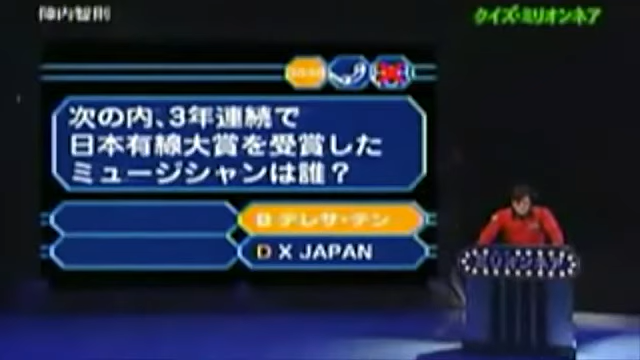 陣内智則
クイズ・ミリオンネア
50:50
次の内、3年連続で
日本有線大賞を受賞した
ミュージシャンは誰？
B テレサ・テン
D X JAPAN